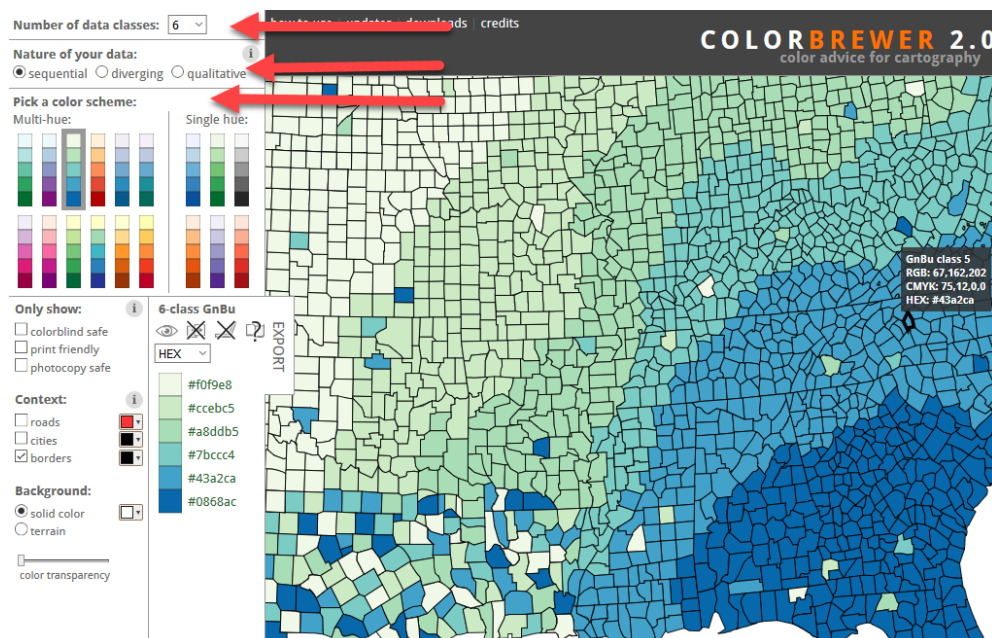 Number of data classes: 6
how to use | updates | downloads | credits
COLORBREWER 2.0
color advice for cartography
Nature of your data:
i
sequential diverging qualitative
Pick a color scheme:
Multi-hue: Single hue:
GnBu class 5
RGB: 67,162,202
CMYK: 75,12,0,0
HEX: #43a2ca
Only show:
i
colorblind safe
print friendly
photocopy safe
Context:
i
roads
cities
borders
Background:
solid color
terrain
color transparency
6-class GnBu
EXPORT
HEX
#f0f9e8
#ccebc5
#a8ddb5
#7bccc4
#43a2ca
#0868ac